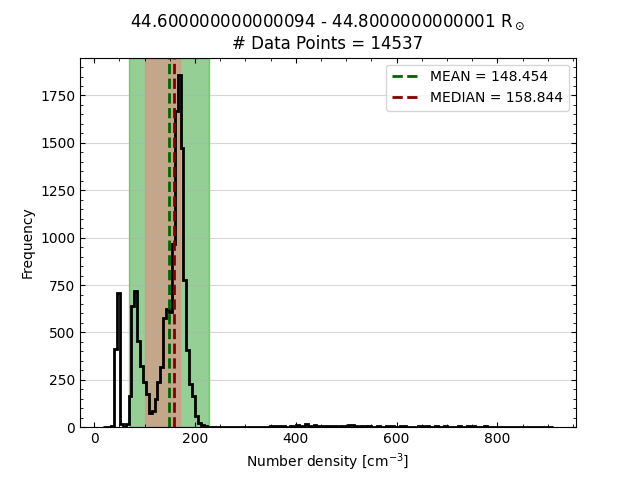 44.600000000000094 - 44.8000000000001 R⊙
# Data Points = 14537
MEAN = 148.454
MEDIAN = 158.844
1750
1500
1250
1000
750
500
250
0
Frequency
0 200 400 600 800
Number density [cm⁻³]